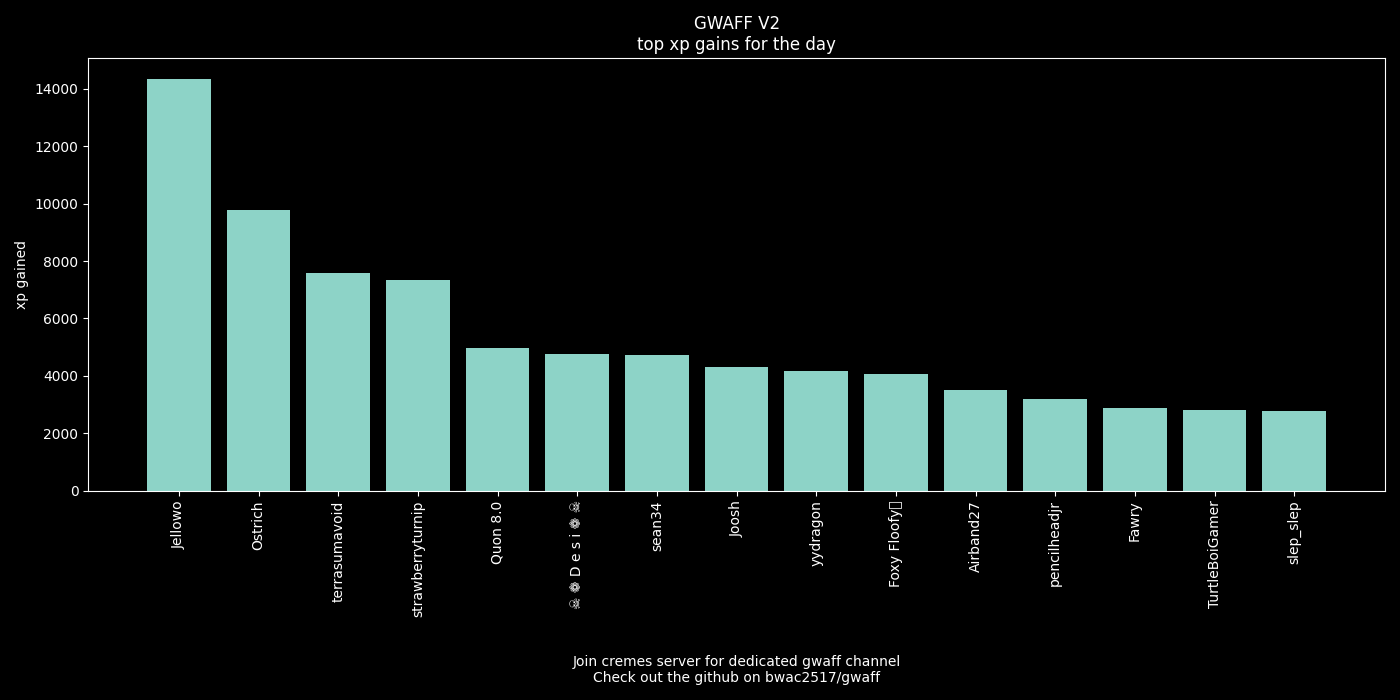 GWAFF V2
top xp gains for the day
xp gained
14000
12000
10000
8000
6000
4000
2000
0
Jellowo
Ostrich
terrasumavoid
strawberryturnip
Quon 8.0
☠ ❁ D e s i ❁ ☠
sean34
Joosh
yydragon
Foxy Floofy
Airband27
pencilheadjr
Fawry
TurtleBoiGamer
slep_slep
Join cremes server for dedicated gwaff channel
Check out the github on bwac2517/gwaff